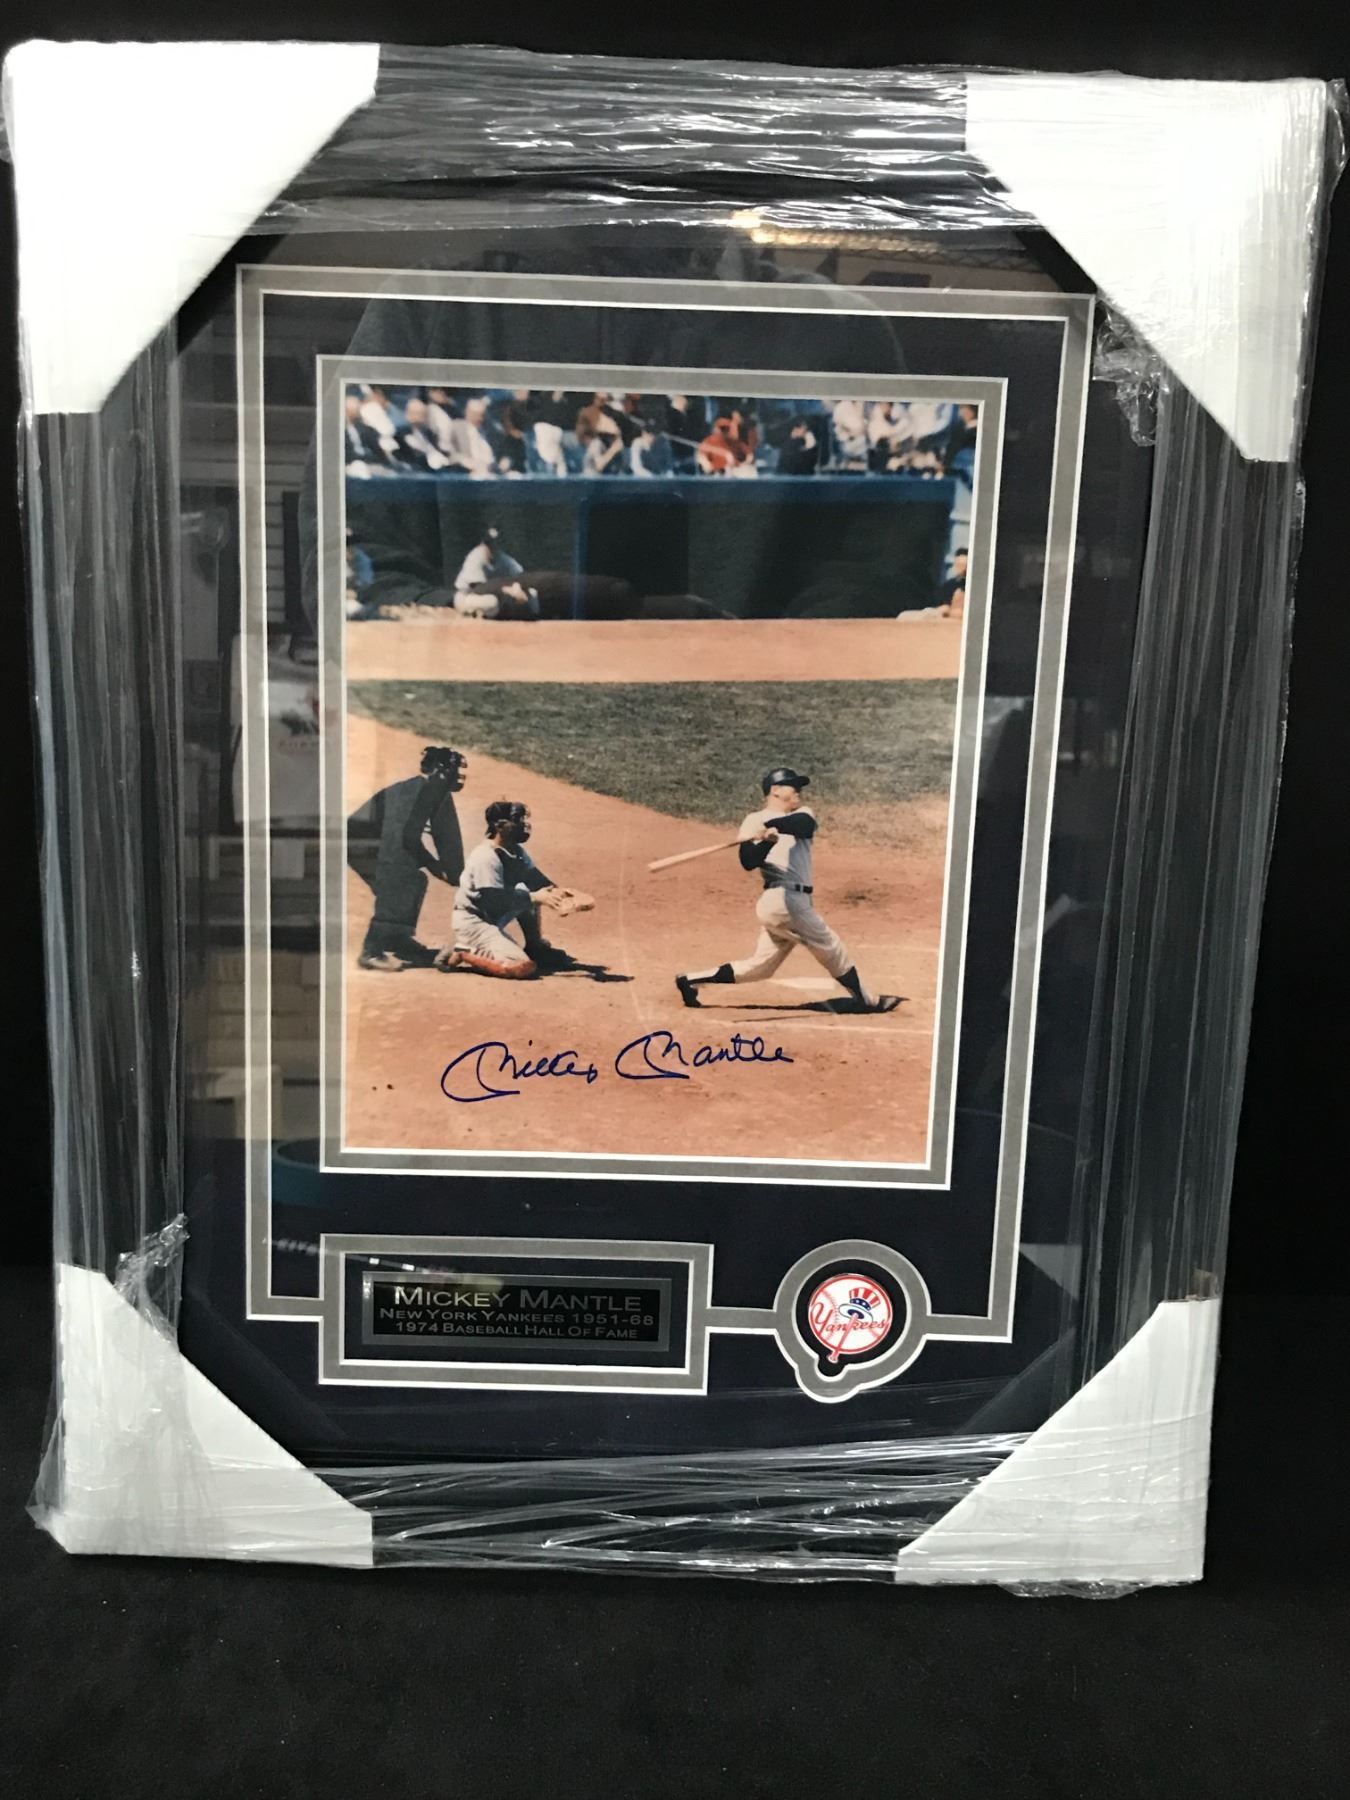 Mickey Mantle
MICKEY MANTLE
NEW YORK YANKEES 1951-68
1974 BASEBALL HALL OF FAME
Yankees